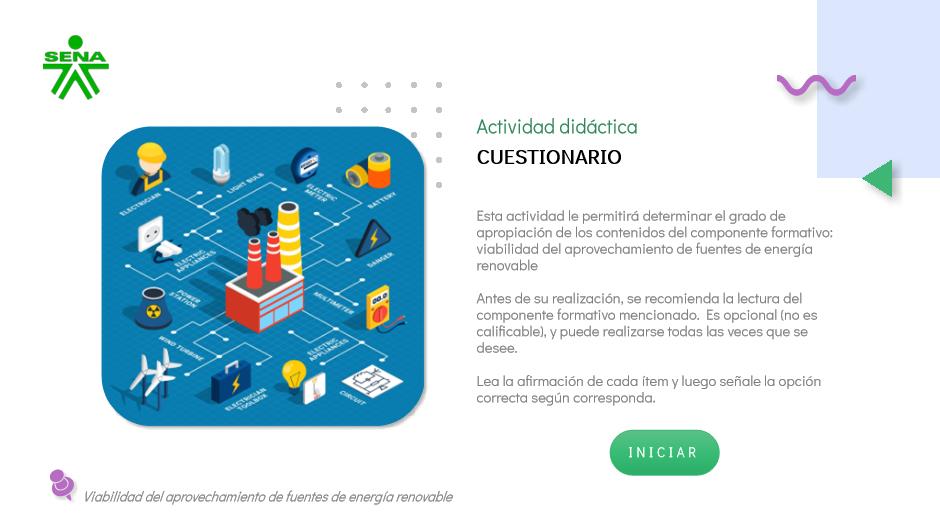 SENA
Actividad didáctica
CUESTIONARIO
ELECTRICIAN
LIGHT BULB
ELECTRIC
METER
BATTERY
ELECTRIC
APPLIANCES
DANGER
POWER
STATION
MULTIMETER
00.0
WIND TURBINE
ELECTRIC
APPLIANCES
ELECTRICIAN
TOOLBOX
CIRCUIT
Esta actividad le permitirá determinar el grado de
apropiación de los contenidos del componente formativo:
viabilidad del aprovechamiento de fuentes de energía
renovable
Antes de su realización, se recomienda la lectura del
componente formativo mencionado. Es opcional (no es
calificable), y puede realizarse todas las veces que se
desee.
Lea la afirmación de cada ítem y luego señale la opción
correcta según corresponda.
INICIAR
Viabilidad del aprovechamiento de fuentes de energía renovable